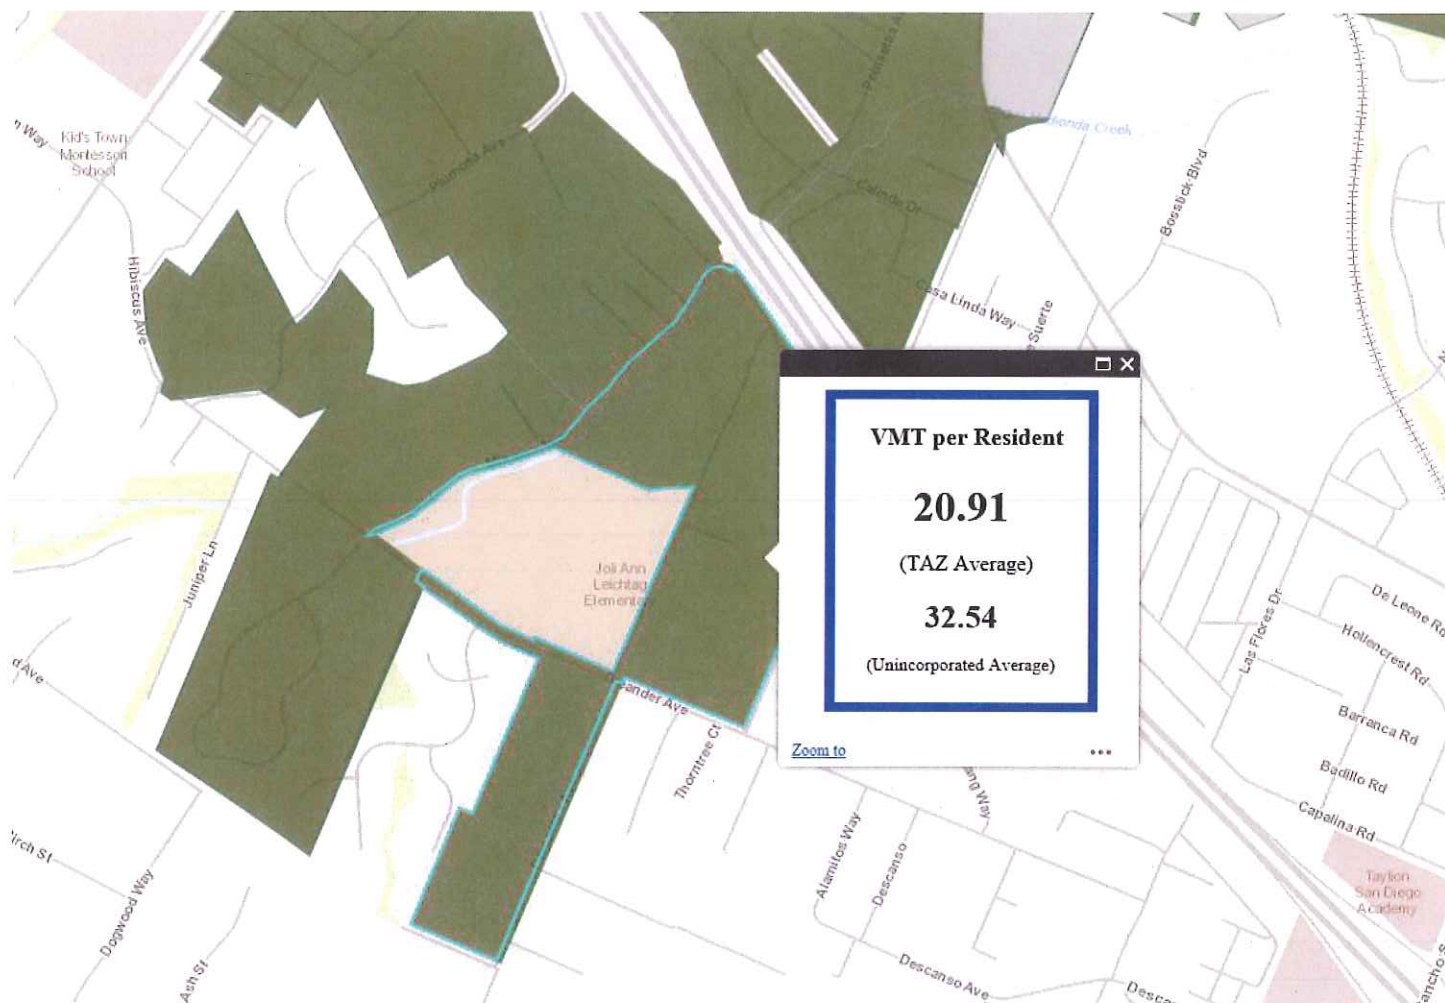 Kid's Town
Montessori
School
Plumosa Ave
Calinda Dr
Bosstick Blvd
Casa Linda Way
Suerte
Hibiscus Ave
Juniper Ln
Joli Ann
Leichtag
VMT per Resident
20.91
(TAZ Average)
32.54
(Unincorporated Average)
Zoom to
Thorntree Ct
Las Flores Dr
De Leone Rd
Hollencrest Rd
Barranca Rd
Badillo Rd
Capalina Rd
Taylion
San Diego
Academy
Dogwood Way
Ash St
Alamitos Way
Descanso
Descanso Ave